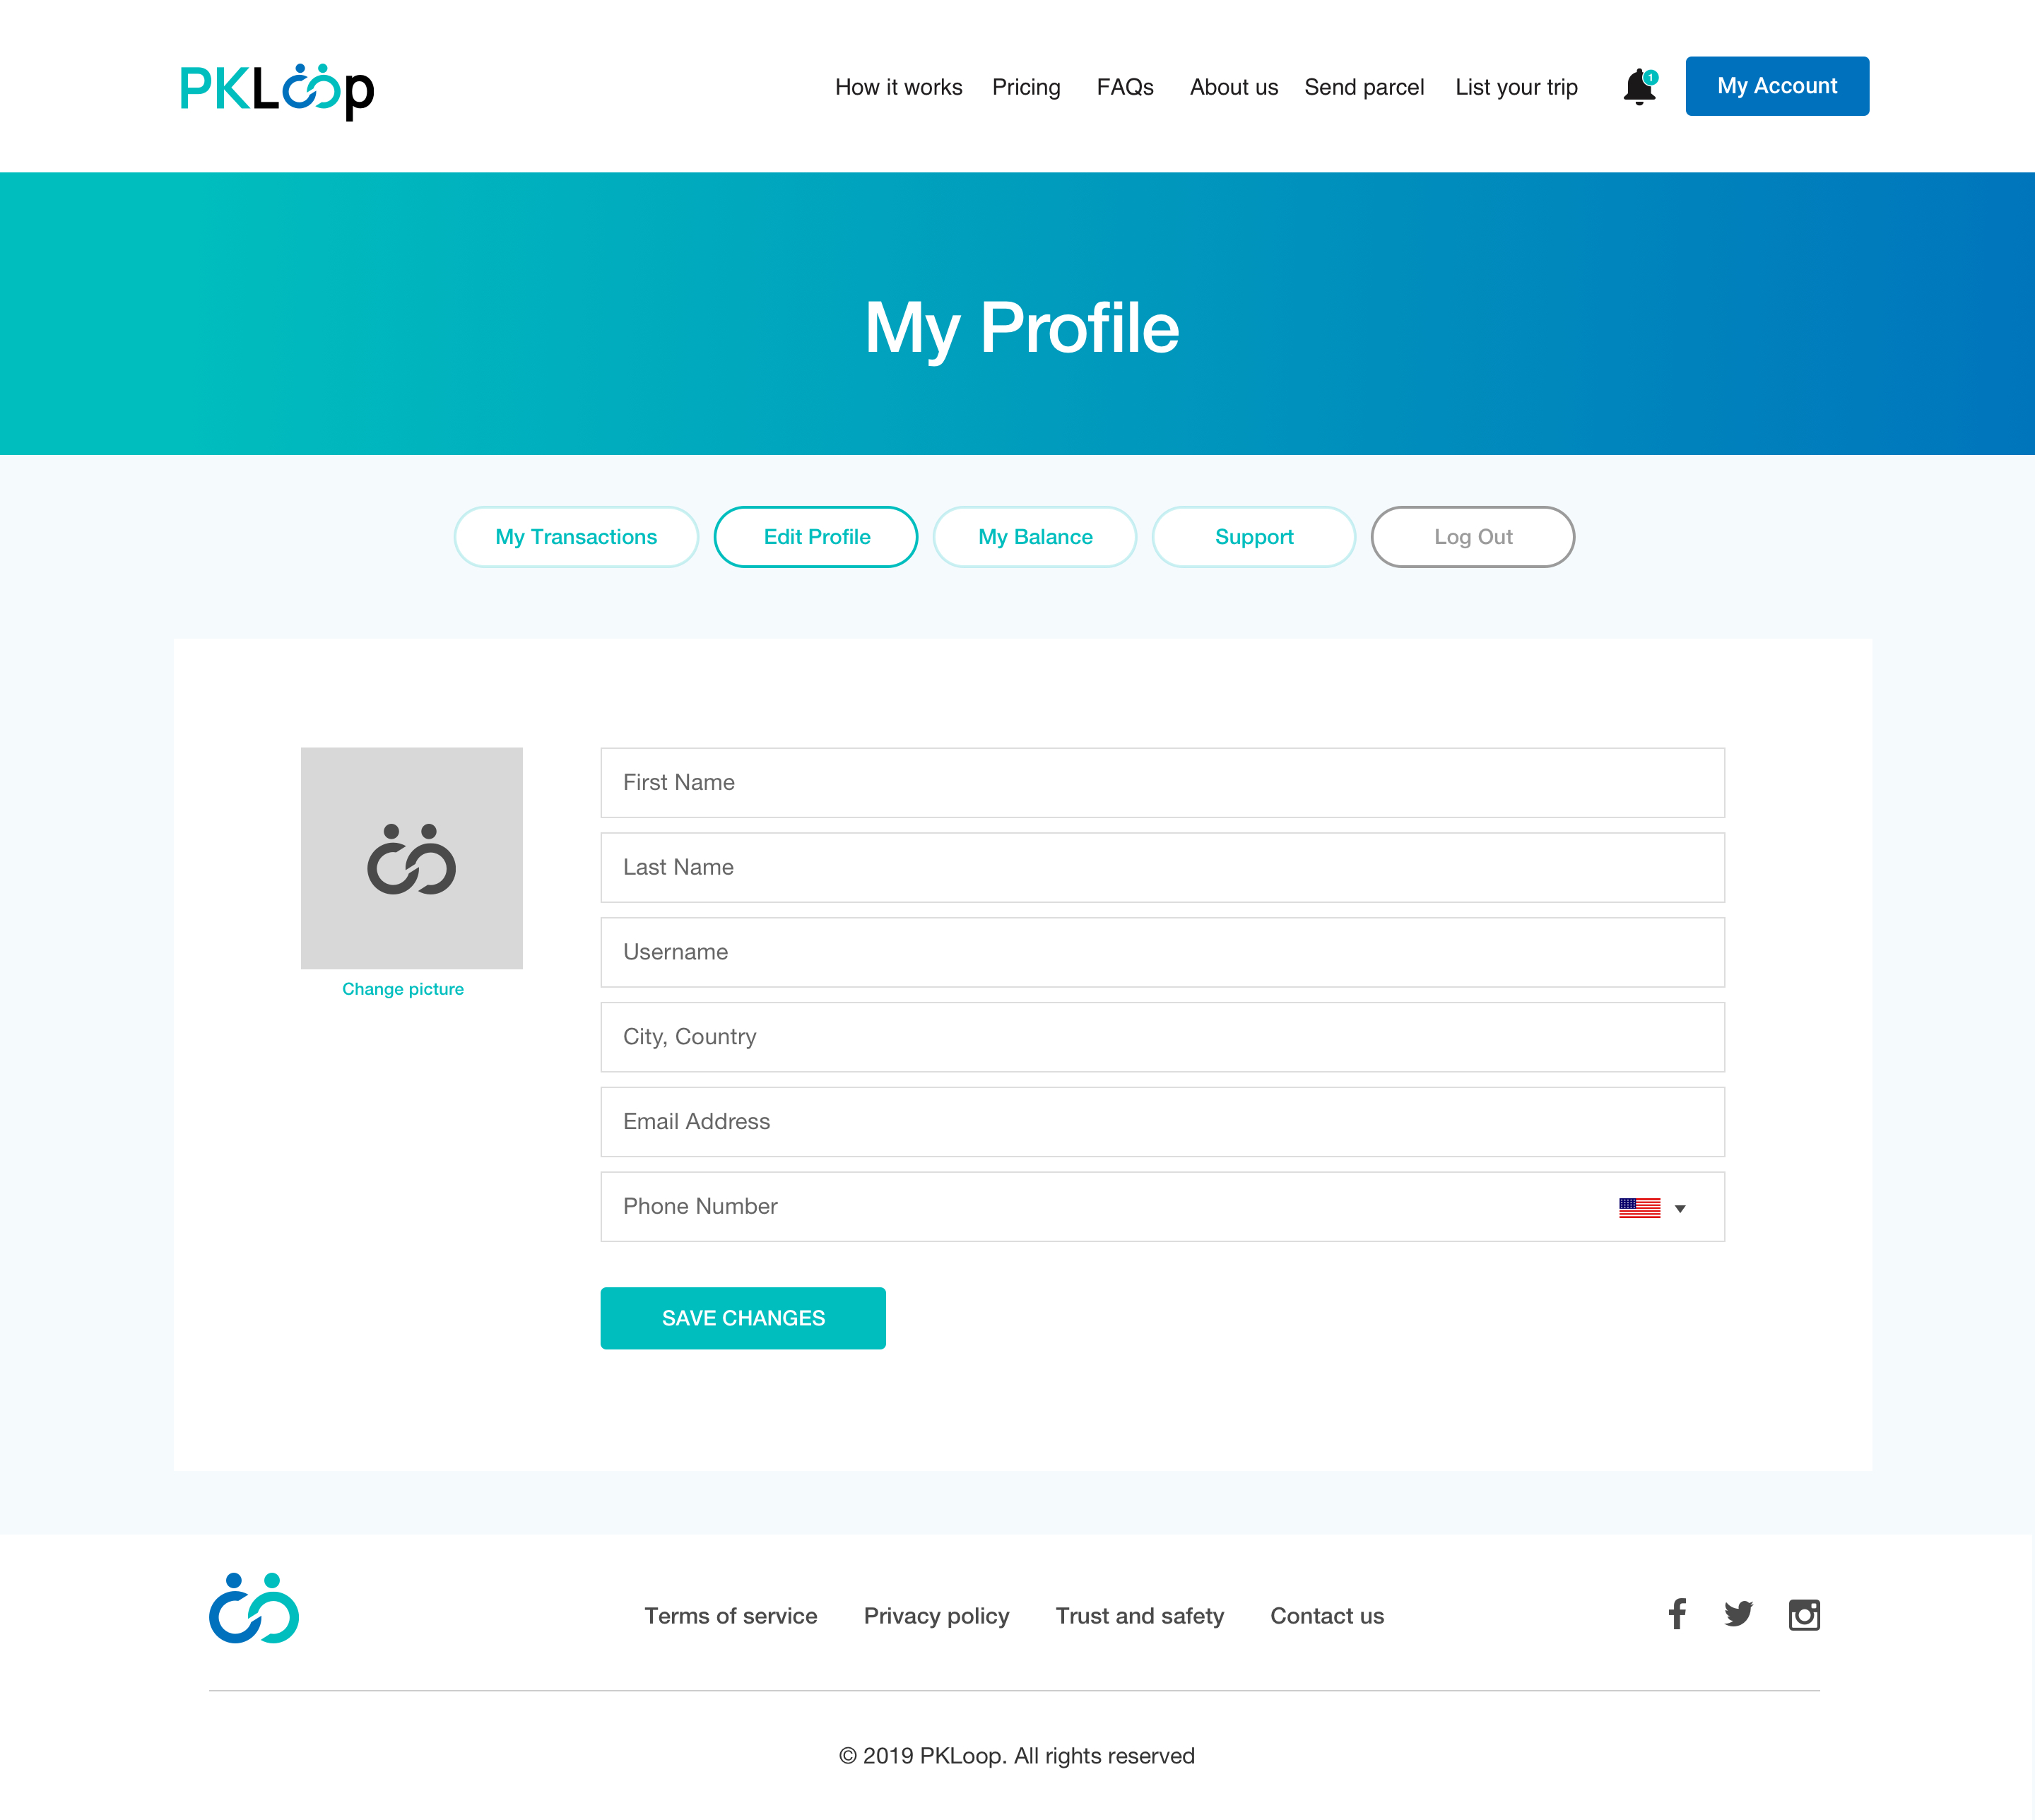 PKLoop
How it works Pricing FAQs About us Send parcel List your trip 1 My Account
My Profile
My Transactions Edit Profile My Balance Support Log Out
First Name
Last Name
Username
Change picture
City, Country
Email Address
Phone Number
SAVE CHANGES
Terms of service Privacy policy Trust and safety Contact us
© 2019 PKLoop. All rights reserved